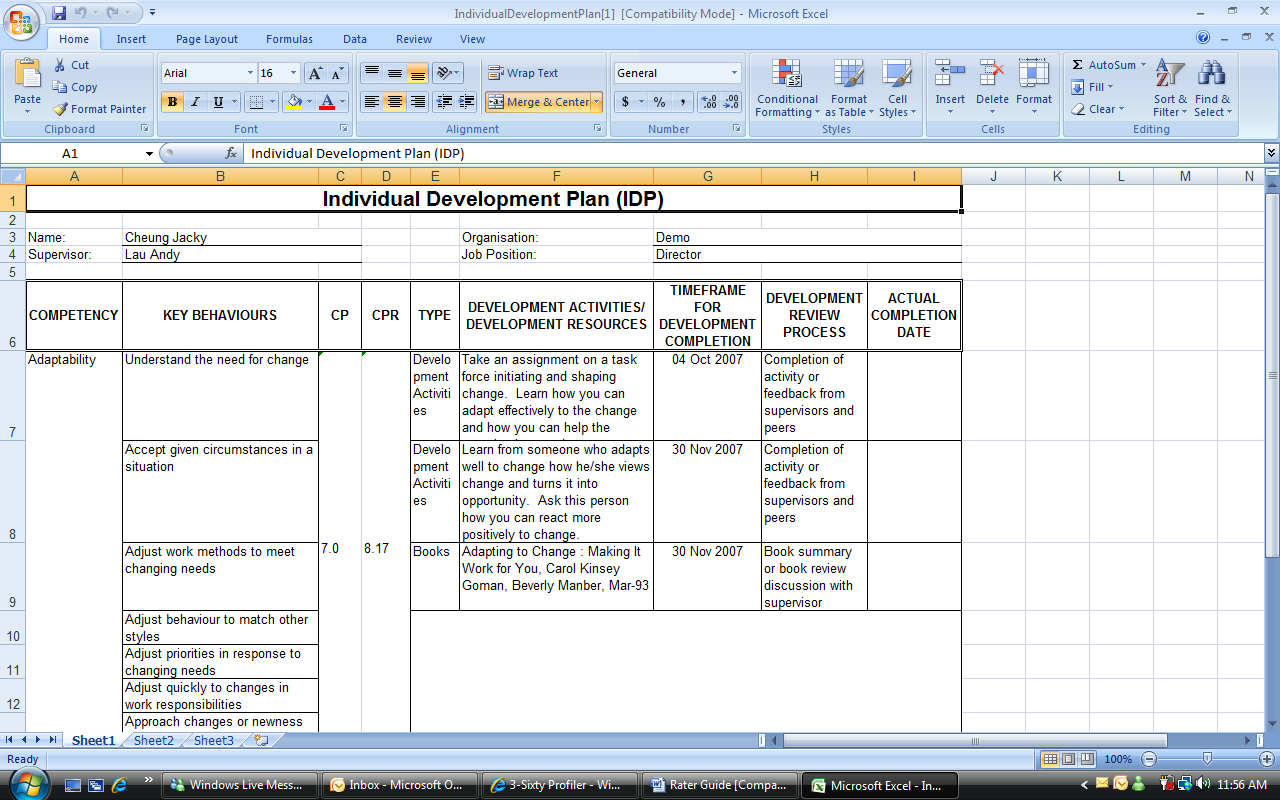 IndividualDevelopmentPlan[1] [Compatibility Mode] - Microsoft Excel
Home Insert Page Layout Formulas Data Review View
Paste
Cut
Copy
Format Painter
Clipboard
Arial 16
B I U
Font
Wrap Text
Merge & Center
Alignment
General
$ % ,
Number
Conditional Formatting
Format as Table
Cell Styles
Styles
Insert Delete Format
Cells
Σ AutoSum
Fill
Clear
Sort & Filter
Find & Select
Editing
A1 fx Individual Development Plan (IDP)
A B C D E F G H I J K L M N
1 Individual Development Plan (IDP)
2
3 Name: Cheung Jacky Organisation: Demo
4 Supervisor: Lau Andy Job Position: Director
5
6 COMPETENCY KEY BEHAVIOURS CP CPR TYPE
DEVELOPMENT ACTIVITIES/
DEVELOPMENT RESOURCES
TIMEFRAME
FOR
DEVELOPMENT
COMPLETION
DEVELOPMENT
REVIEW
PROCESS
ACTUAL
COMPLETION
DATE
7 Adaptability Understand the need for change
Develo
pment
Activiti
es
Take an assignment on a task
force initiating and shaping
change. Learn how you can
adapt effectively to the change
and how you can help the
04 Oct 2007
Completion of
activity or
feedback from
supervisors and
peers
8 Accept given circumstances in a
situation
Develo
pment
Activiti
es
Learn from someone who adapts
well to change how he/she views
change and turns it into
opportunity. Ask this person
how you can react more
positively to change.
30 Nov 2007
Completion of
activity or
feedback from
supervisors and
peers
9 Adjust work methods to meet
changing needs
7.0 8.17
Books
Adapting to Change : Making It
Work for You, Carol Kinsey
Goman, Beverly Manber, Mar-93
30 Nov 2007
Book summary
or book review
discussion with
supervisor
10 Adjust behaviour to match other
styles
11 Adjust priorities in response to
changing needs
12 Adjust quickly to changes in
work responsibilities
Approach changes or newness
Sheet1 Sheet2 Sheet3
Ready 100%
Windows Live Mess... Inbox - Microsoft O... 3-Sixty Profiler - Wi... Rater Guide [Compa... Microsoft Excel - In... 11:56 AM